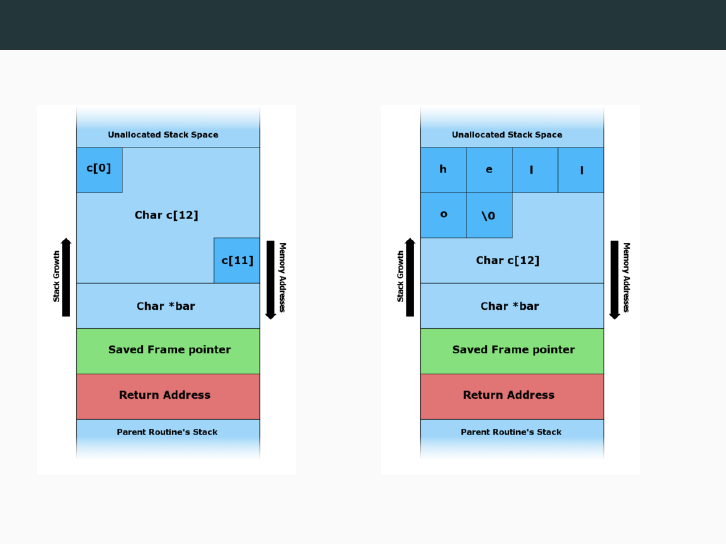 Unallocated Stack Space
c[0]
Char c[12]
c[11]
Stack Growth
Memory Addresses
Char *bar
Saved Frame pointer
Return Address
Parent Routine's Stack
Unallocated Stack Space
h e l l
o \0
Char c[12]
Stack Growth
Memory Addresses
Char *bar
Saved Frame pointer
Return Address
Parent Routine's Stack